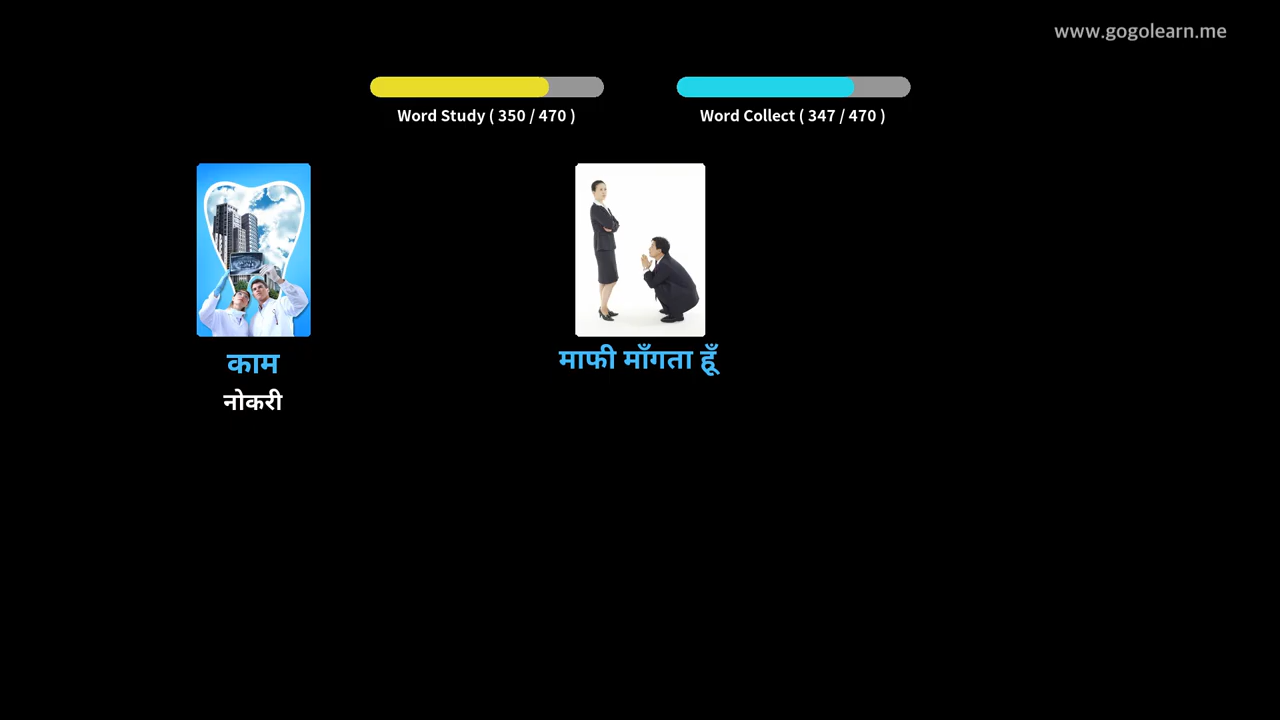 www.gogolearn.me
Word Study ( 350 / 470 )
Word Collect ( 347 / 470 )
काम
नोकरी
माफी माँगता हूँ